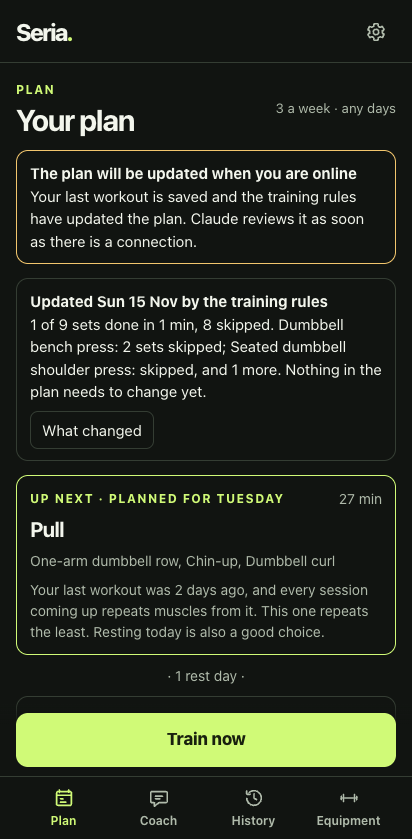 Seria.
PLAN
Your plan
3 a week · any days
The plan will be updated when you are online
Your last workout is saved and the training rules
have updated the plan. Claude reviews it as soon
as there is a connection.
Updated Sun 15 Nov by the training rules
1 of 9 sets done in 1 min, 8 skipped. Dumbbell
bench press: 2 sets skipped; Seated dumbbell
shoulder press: skipped, and 1 more. Nothing in the
plan needs to change yet.
What changed
UP NEXT · PLANNED FOR TUESDAY
27 min
Pull
One-arm dumbbell row, Chin-up, Dumbbell curl
Your last workout was 2 days ago, and every session
coming up repeats muscles from it. This one repeats
the least. Resting today is also a good choice.
· 1 rest day ·
Train now
Plan
Coach
History
Equipment